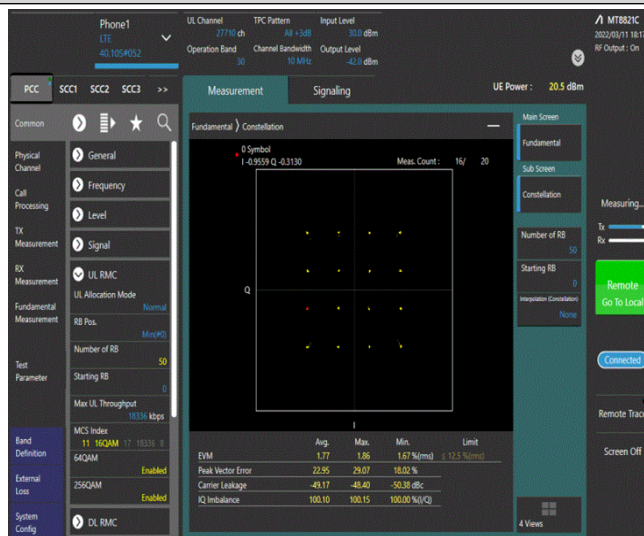 Phone1
LTE
40.10S#052
UL Channel
27710 ch
TPC Pattern
All +3dB
Input Level
30.0 dBm
Operation Band
30
Channel Bandwidth
10 MHz
Output Level
-42.0 dBm
MT8821C
2022/03/11 18:17
RF Output : On
PCC SCC1 SCC2 SCC3 >>
Measurement
Signaling
UE Power : 20.5 dBm
Common
Physical
Channel
Call
Processing
TX
Measurement
RX
Measurement
Fundamental
Measurement
Test
Parameter
Band
Definition
External
Loss
System
Config
General
Frequency
Level
Signal
UL RMC
UL Allocation Mode
Normal
RB Pos.
Min(#0)
Number of RB
50
Starting RB
0
Max UL Throughput
18336 kbps
MCS Index
11 16QAM 17 18336 8
64QAM
Enabled
256QAM
Enabled
DL RMC
Fundamental > Constellation
0 Symbol
I -0.9559 Q -0.3130
Meas. Count : 16/ 20
Q
I
Avg. Max. Min. Limit
EVM 1.77 1.86 1.67 %(rms) ≤ 12.5 %(rms)
Peak Vector Error 22.95 29.07 18.02 %
Carrier Leakage -49.17 -48.40 -50.38 dBc
IQ Imbalance 100.10 100.15 100.00 %(I/Q)
Main Screen
Fundamental
Sub Screen
Constellation
Number of RB
50
Starting RB
0
Interpolation (Constellation)
None
4 Views
Measuring...
Tx
Rx
Remote
Go To Local
Connected
Remote Trace
Screen Off